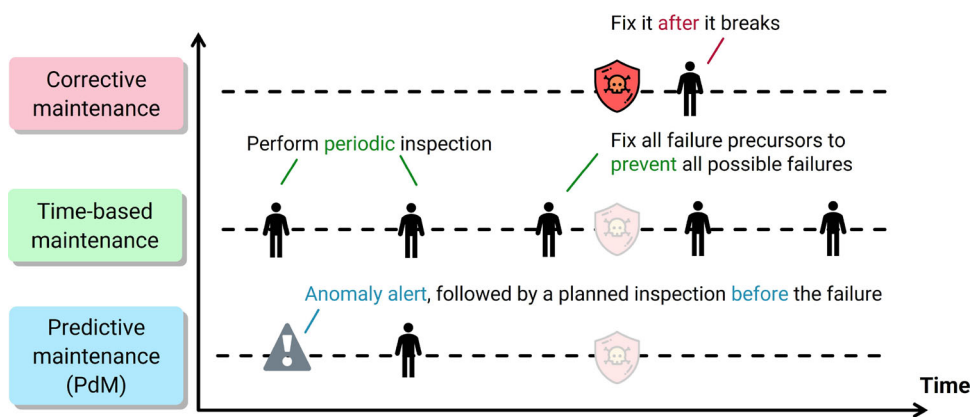 Fix it after it breaks
Corrective
maintenance
Perform periodic inspection
Fix all failure precursors to
prevent all possible failures
Time-based
maintenance
Anomaly alert, followed by a planned inspection before the failure
Predictive
maintenance
(PdM)
Time